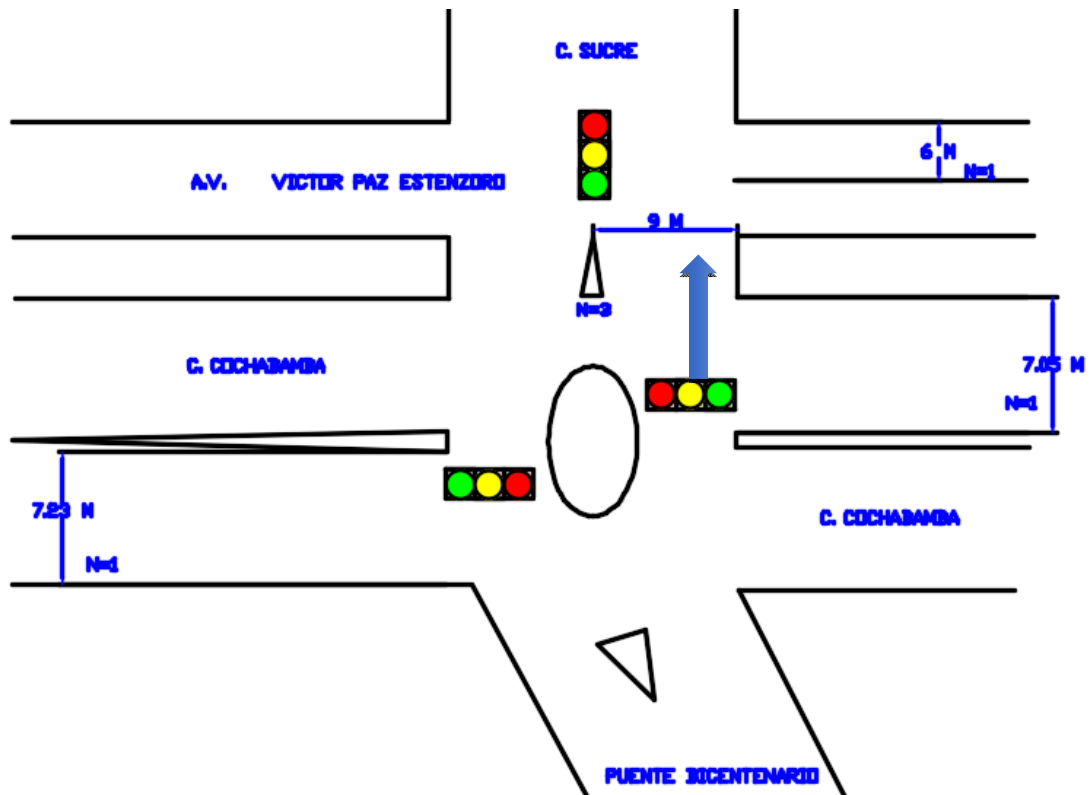 C. SUCRE
6 M
N=1
A.V. VICTOR PAZ ESTENZORO
9 M
N=3
C. COCHABAMBA
7.05 M
N=1
7.23 M
C. COCHABAMBA
N=1
PUENTE BICENTENARIO